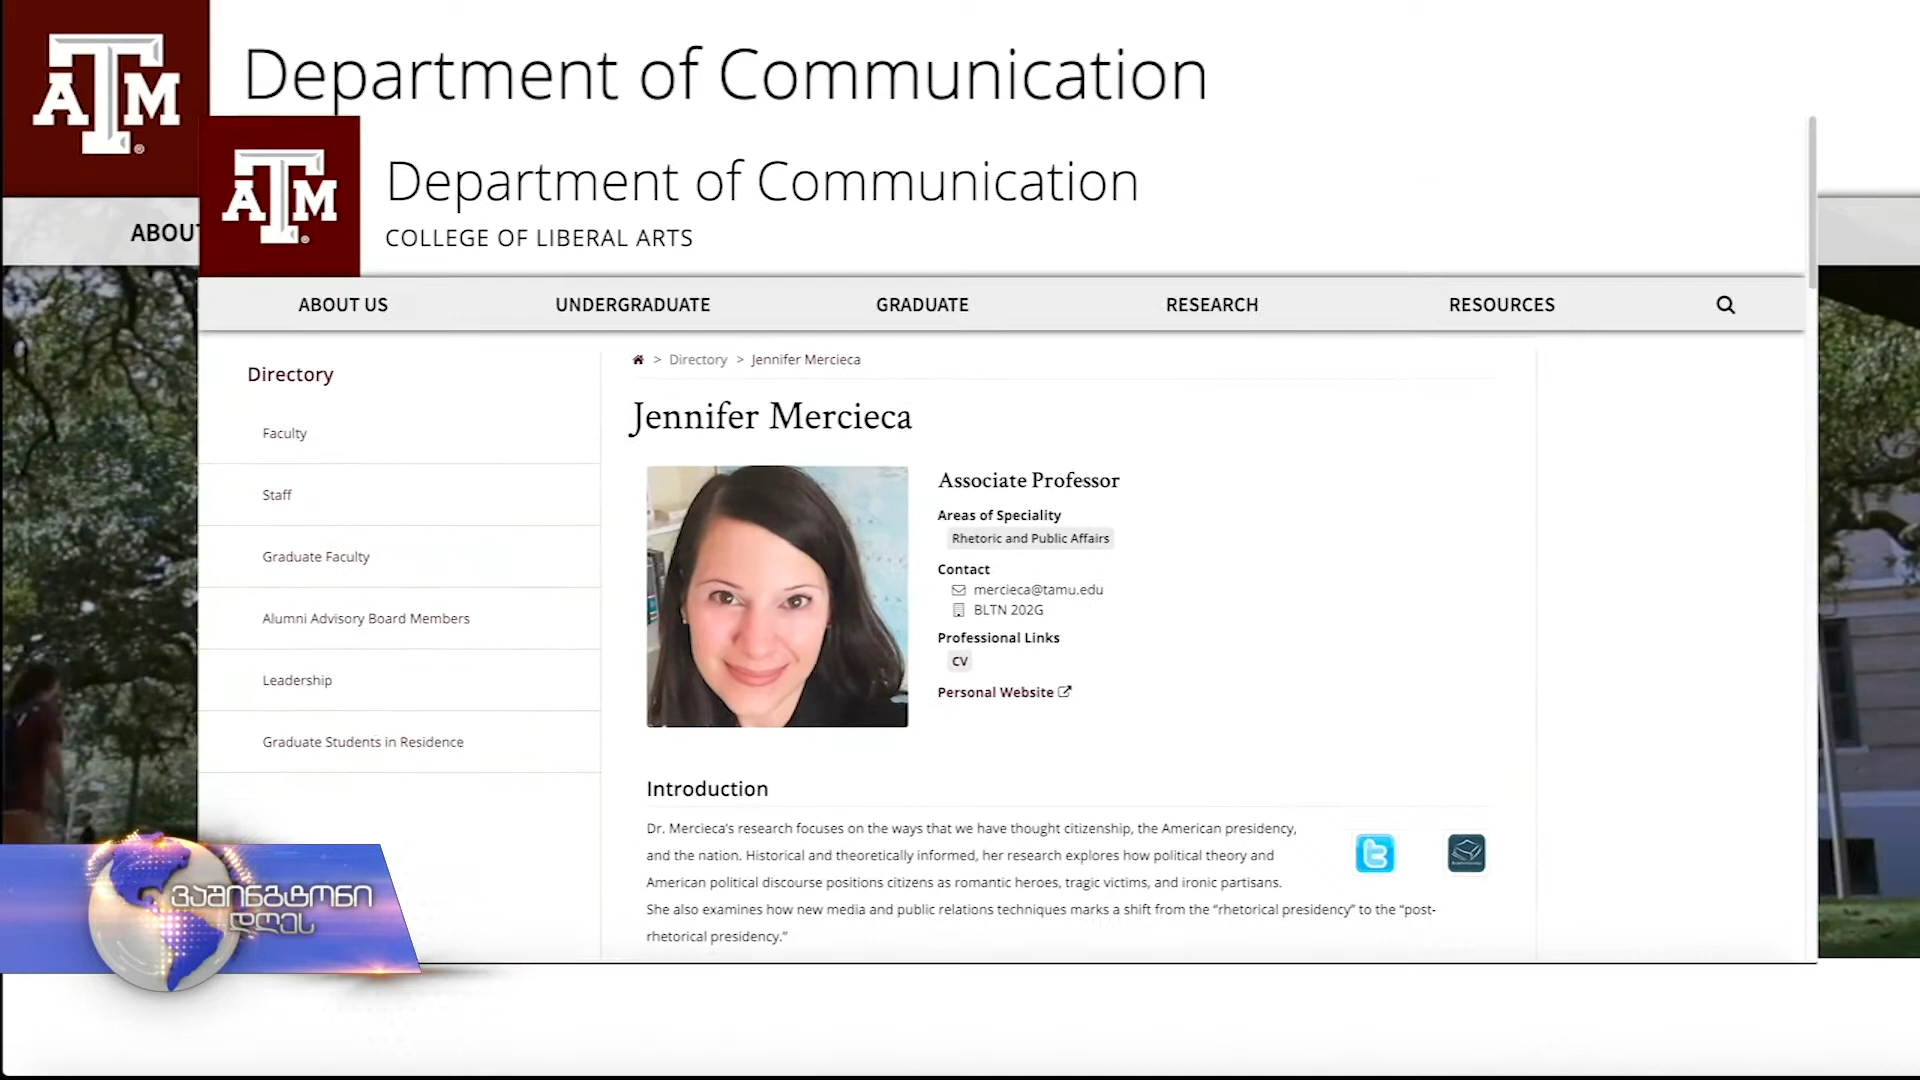 ATM
Department of Communication
ATM
Department of Communication
COLLEGE OF LIBERAL ARTS
ABOUT
ABOUT US
UNDERGRADUATE
GRADUATE
RESEARCH
RESOURCES
Directory
Faculty
Staff
Graduate Faculty
Alumni Advisory Board Members
Leadership
Graduate Students in Residence
> Directory > Jennifer Mercieca
Jennifer Mercieca
Associate Professor
Areas of Speciality
Rhetoric and Public Affairs
Contact
mercieca@tamu.edu
BLTN 202G
Professional Links
CV
Personal Website
Introduction
Dr. Mercieca's research focuses on the ways that we have thought citizenship, the American presidency,
and the nation. Historical and theoretically informed, her research explores how political theory and
American political discourse positions citizens as romantic heroes, tragic victims, and ironic partisans.
She also examines how new media and public relations techniques marks a shift from the “rhetorical presidency” to the “post-
rhetorical presidency.”
ვაშინგტონი
დღეს